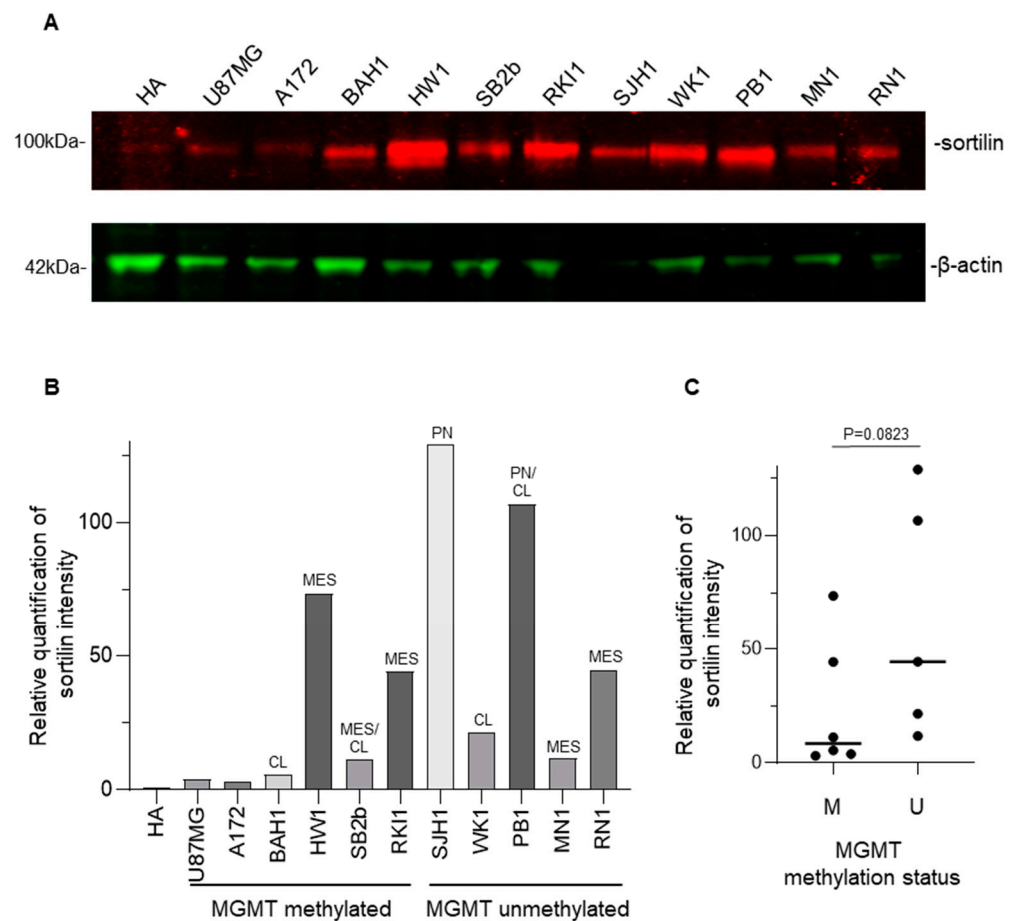 A
HA U87MG A172 BAH1 HW1 SB2b RKI1 SJH1 WK1 PB1 MN1 RN1
100kDa- -sortilin
42kDa- -β-actin
B
Relative quantification of
sortilin intensity
100
50
0
CL
MES
MES/
CL
MES
PN
CL
PN/
CL
MES
MES
HA U87MG A172 BAH1 HW1 SB2b RKI1 SJH1 WK1 PB1 MN1 RN1
MGMT methylated MGMT unmethylated
C
P=0.0823
Relative quantification of
sortilin intensity
100
50
0
M U
MGMT
methylation status